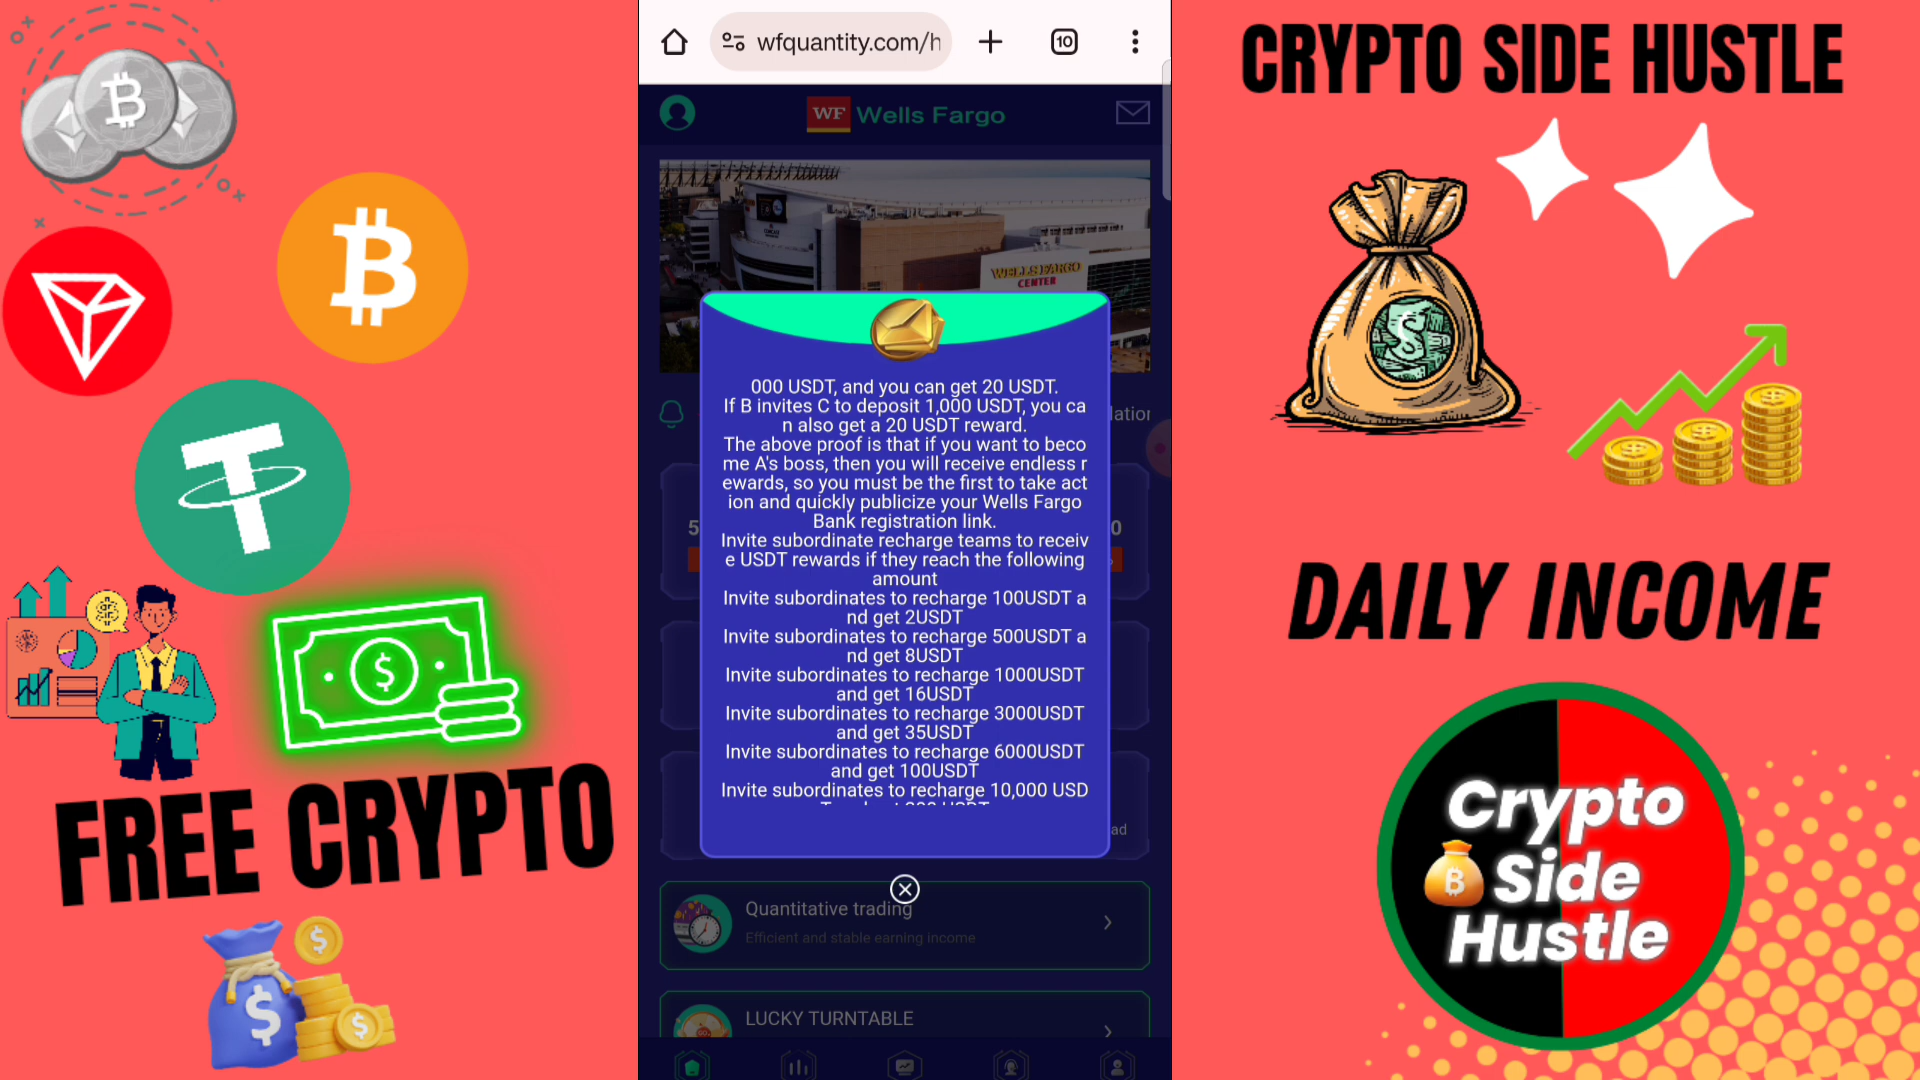 CRYPTO SIDE HUSTLE
wfquantity.com/h
10
WF Wells Fargo
WELLS FARGO
CENTER
000 USDT, and you can get 20 USDT.
If B invites C to deposit 1,000 USDT, you ca
n also get a 20 USDT reward.
The above proof is that if you want to beco
me A's boss, then you will receive endless r
ewards, so you must be the first to take act
ion and quickly publicize your Wells Fargo
Bank registration link.
Invite subordinate recharge teams to receiv
e USDT rewards if they reach the following
amount
Invite subordinates to recharge 100USDT a
nd get 2USDT
Invite subordinates to recharge 500USDT a
nd get 8USDT
Invite subordinates to recharge 1000USDT
and get 16USDT
Invite subordinates to recharge 3000USDT
and get 35USDT
Invite subordinates to recharge 6000USDT
and get 100USDT
Invite subordinates to recharge 10,000 USD
5
0
ad
Quantitative trading
Efficient and stable earning income
LUCKY TURNTABLE
FREE CRYPTO
DAILY INCOME
Crypto
Side
Hustle